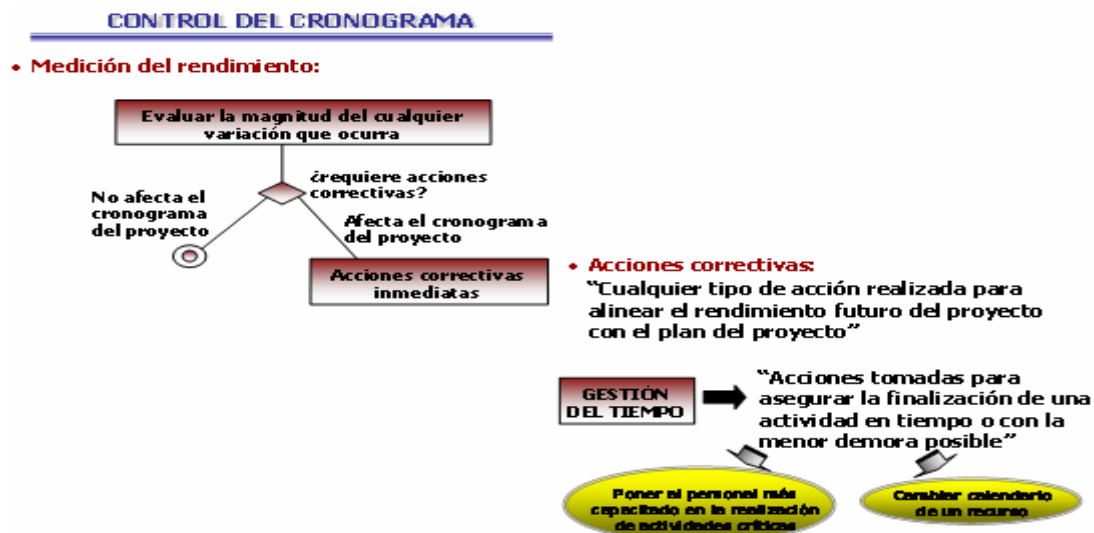 CONTROL DEL CRONOGRAMA
• Medición del rendimiento:
Evaluar la magnitud del cualquier
variación que ocurra
¿requiere acciones
correctivas?
No afecta el
cronograma
del proyecto
Afecta el cronograma
del proyecto
Acciones correctivas
inmediatas
• Acciones correctivas:
“Cualquier tipo de acción realizada para
alinear el rendimiento futuro del proyecto
con el plan del proyecto”
GESTIÓN
DEL TIEMPO
“Acciones tomadas para
asegurar la finalización de una
actividad en tiempo o con la
menor demora posible”
Poner al personal más
capacitado en la realización
de actividades críticas
Cambiar calendario
de un recurso